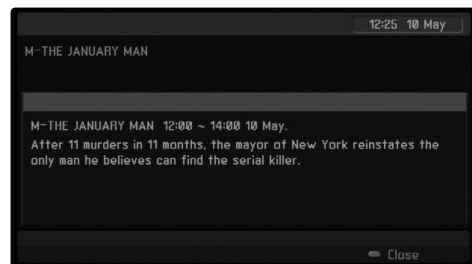 12:25 10 May
M-THE JANUARY MAN
M-THE JANUARY MAN 12:00 ~ 14:00 10 May.
After 11 murders in 11 months, the mayor of New York reinstates the
only man he believes can find the serial killer.
Close